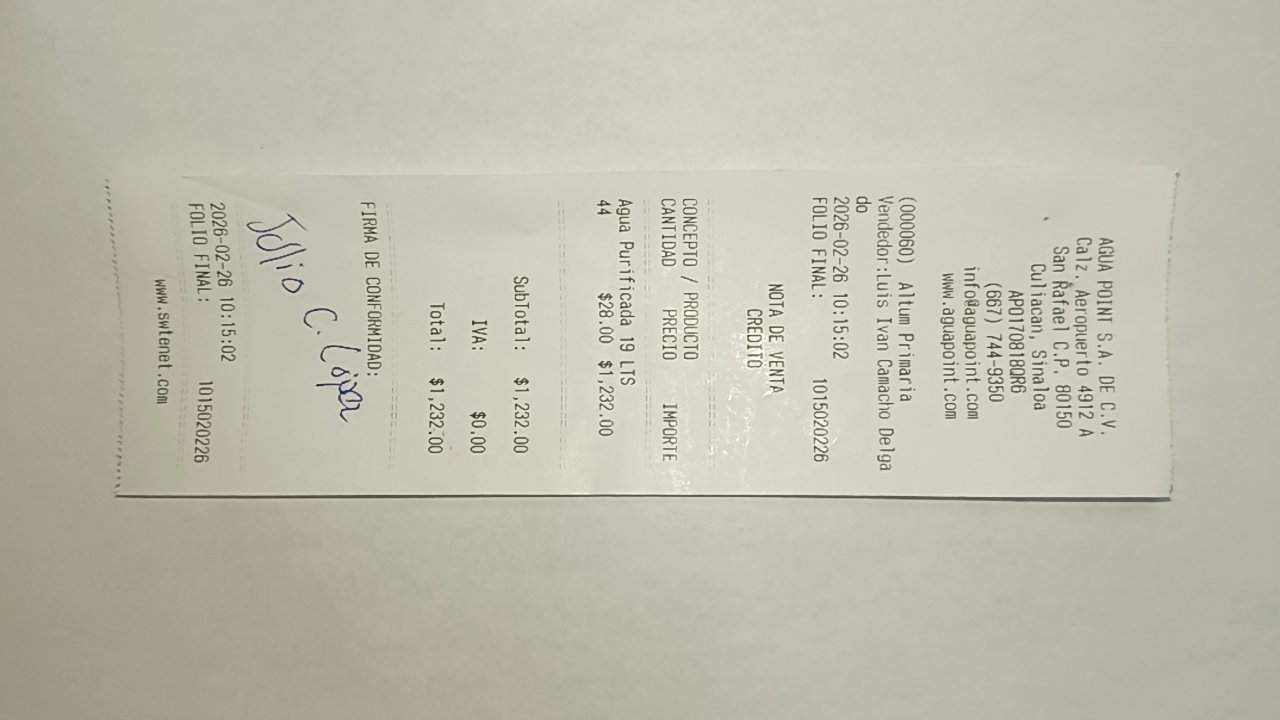 AGUA POINT S.A. DE C.V.
Calz. Aeropuerto 4912 A
San Rafael C.P. 80150
Culiacan, Sinaloa
APO170818QR6
(667) 744-9350
info@aguapoint.com
www.aguapoint.com
(000060) Altum Primaria
Vendedor:Luis Ivan Camacho Delga
do
2026-02-26 10:15:02
FOLIO FINAL: 1015020226
NOTA DE VENTA
CREDITO
CONCEPTO / PRODUCTO
CANTIDAD PRECIO IMPORTE
Agua Purificada 19 LTS
44 $28.00 $1,232.00
SubTotal: $1,232.00
IVA: $0.00
Total: $1,232.00
FIRMA DE CONFORMIDAD:
Julio C. López
2026-02-26 10:15:02
FOLIO FINAL: 1015020226
www.swtenet.com